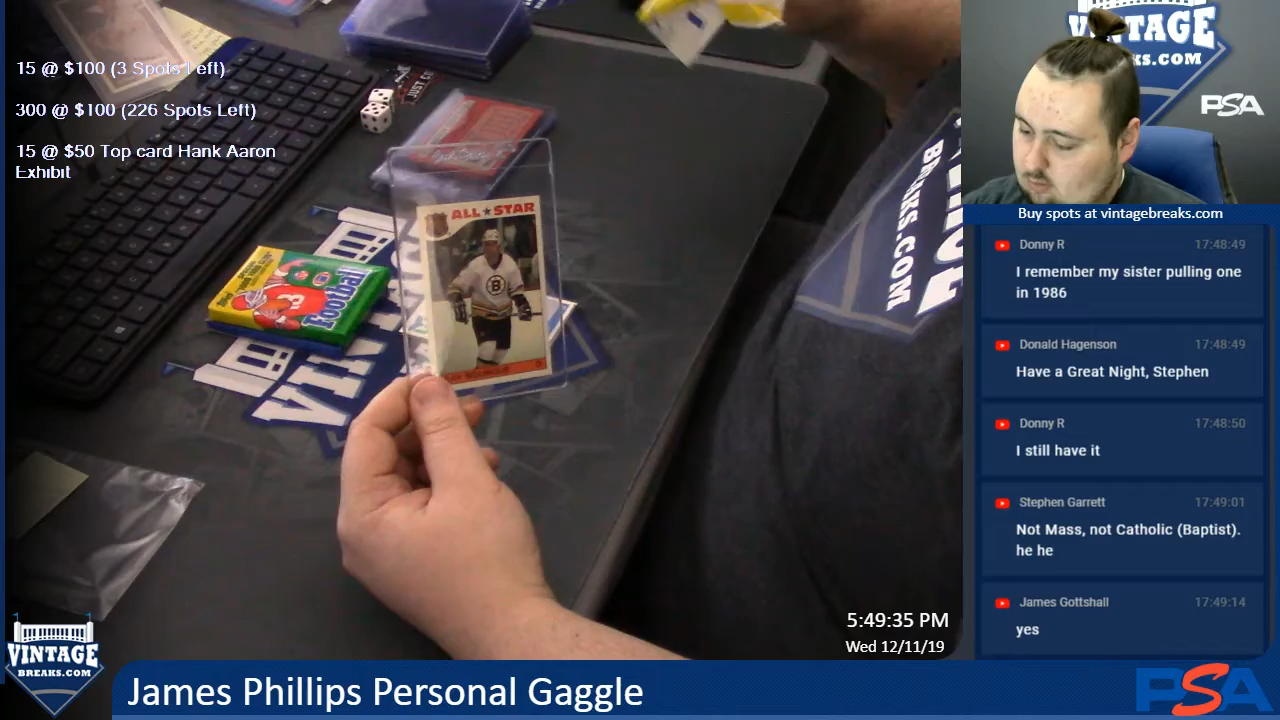 15 @ $100 (3 Spots Left)
300 @ $100 (226 Spots Left)
15 @ $50 Top card Hank Aaron
Exhibit
JUST
ALL★STAR
B
Football
VINTAGE
BREAKS.COM
VINTAGE
BREAKS.COM
PSA
Buy spots at vintagebreaks.com
Donny R 17:48:49
I remember my sister pulling one
in 1986
Donald Hagenson 17:48:49
Have a Great Night, Stephen
Donny R 17:48:50
I still have it
Stephen Garrett 17:49:01
Not Mass, not Catholic (Baptist).
he he
James Gottshall 17:49:14
yes
5:49:35 PM
Wed 12/11/19
VINTAGE
BREAKS.COM
James Phillips Personal Gaggle
PSA